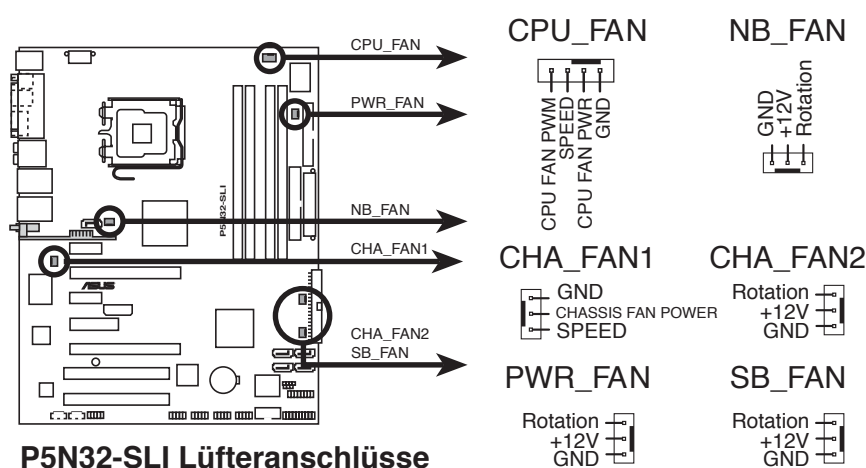 CPU_FAN
PWR_FAN
P5N32-SLI
NB_FAN
CHA_FAN1
ASUS
CHA_FAN2
SB_FAN
CPU_FAN
CPU FAN PWM
SPEED
CPU FAN PWR
GND
NB_FAN
GND
+12V
Rotation
CHA_FAN1
GND
CHASSIS FAN POWER
SPEED
CHA_FAN2
Rotation
+12V
GND
PWR_FAN
Rotation
+12V
GND
SB_FAN
Rotation
+12V
GND
P5N32-SLI Lüfteranschlüsse